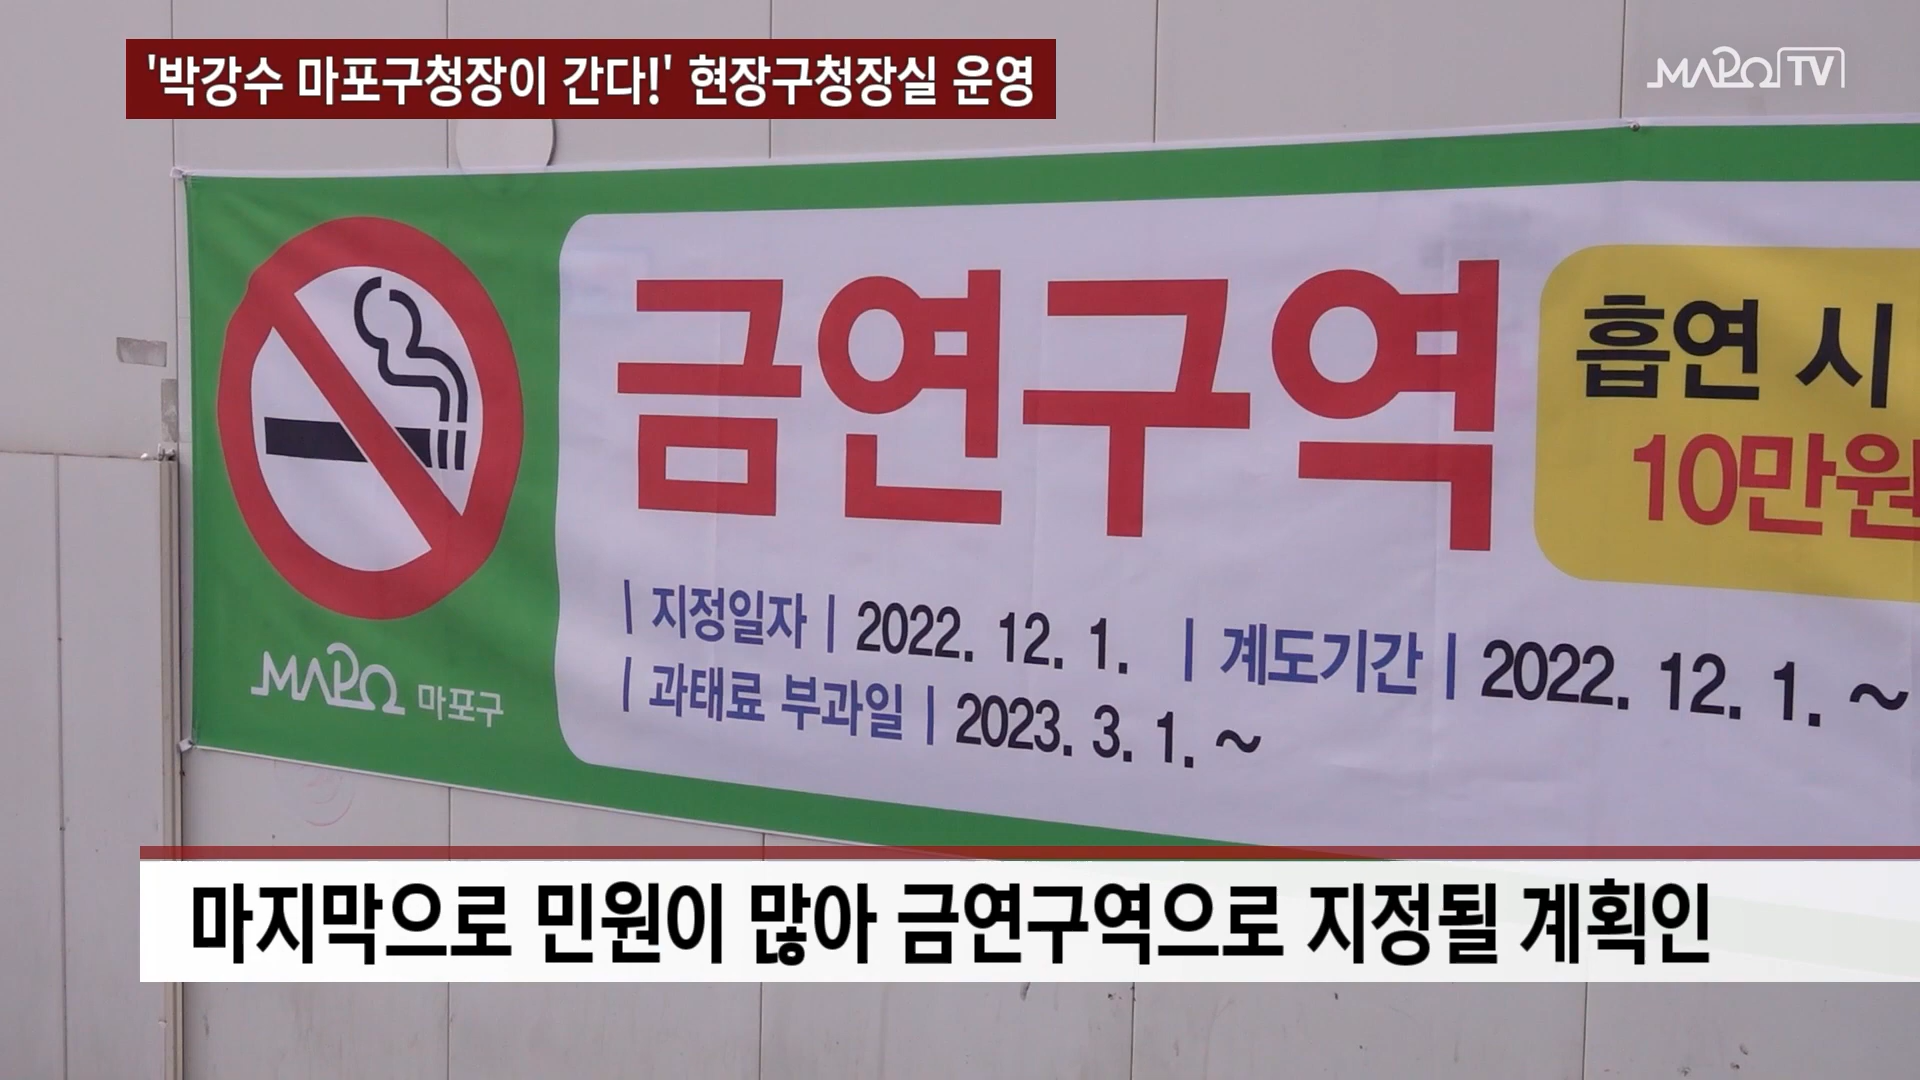 '박강수 마포구청장이 간다!' 현장구청장실 운영
MAPO TV
금연구역
흡연 시
10만원
| 지정일자 | 2022. 12. 1. | 계도기간 | 2022. 12. 1. ~
| 과태료 부과일 | 2023. 3. 1. ~
MAPO 마포구
마지막으로 민원이 많아 금연구역으로 지정될 계획인